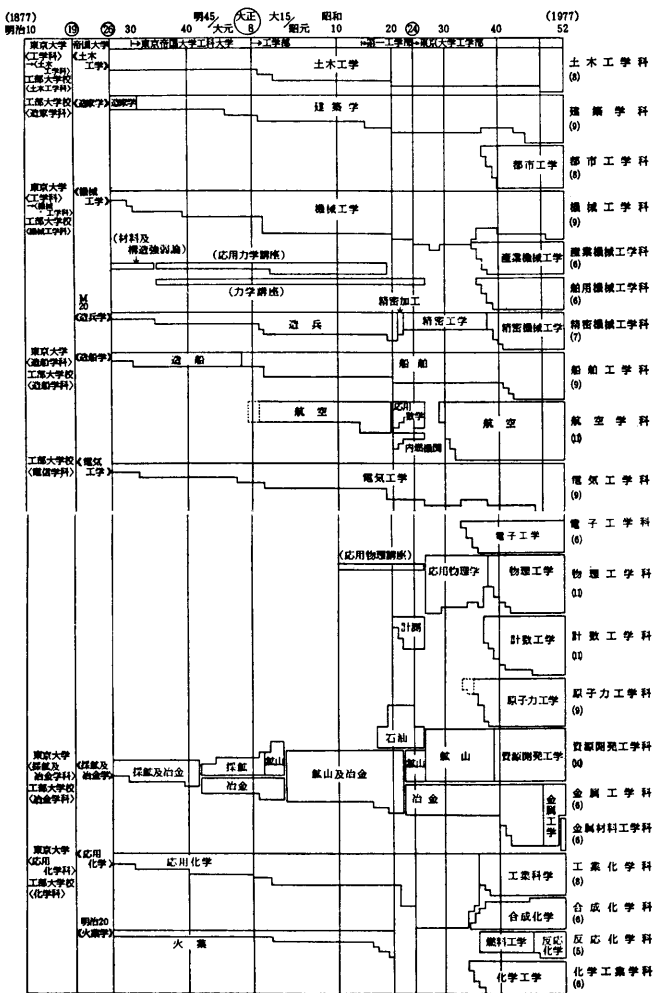 (1877) 明45 大正 大15 昭和 (1977)
明治10 19 26 30 40 大元 8 昭元 10 20 24 30 40 52
東京大学 帝国大学 東京帝国大学工科大学 工学部 第一工学部 東京大学工学部
〈工学科〉 〈土木
→〈土木工学科〉 工学〉 土木工学 土木工学科
工部大学校 (8)
〈土木工学科〉
工部大学校 〈造家学〉 造家学 建築学 建築学科
〈造家学科〉 (9)
都市工学 都市工学科
(8)
東京大学 〈機械
〈工学科〉 工学〉 機械工学 機械工学科
→〈機械工学科〉 (9)
工部大学校
〈機械工学科〉
(材料及
構造強弱論) (応用力学講座) 産業機械工学 産業機械工学科
(6)
(力学講座) 舶用機械工学科
M (6)
20 精密加工
〈造兵学〉 造兵 精密工学 精密機械工学 精密機械工学科
(7)
東京大学 〈造船学〉 造船 船舶 船舶工学科
〈造船学科〉 (9)
工部大学校
〈造船学科〉
航空 応用数学 航空 航空学科
内燃機関
工部大学校 〈電気
〈電信学科〉 工学〉 電気工学 電気工学科
(9)
電子工学 電子工学科
(6)
(応用物理講座) 応用物理学 物理工学 物理工学科
計測 計数工学 計数工学科
原子力工学 原子力工学科
(9)
石油
東京大学 〈採鉱及
〈採鉱及冶金学科〉 冶金学〉 採鉱及冶金 採鉱 鉱山 鉱山及冶金 鉱山 鉱山 資源開発工学 資源開発工学科
工部大学校
〈冶金学科〉 冶金 冶金 金属工学 金属工学科
(6)
金属材料工学科
(6)
東京大学 〈応用
〈応用化学科〉 化学〉 応用化学 工業化学科
工部大学校 工業科学 (8)
〈化学科〉
合成化学 合成化学科
(6)
明治20
〈火薬学〉 火薬 燃料工学 反応化学 反応化学科
(5)
化学工学 化学工業学科
(6)